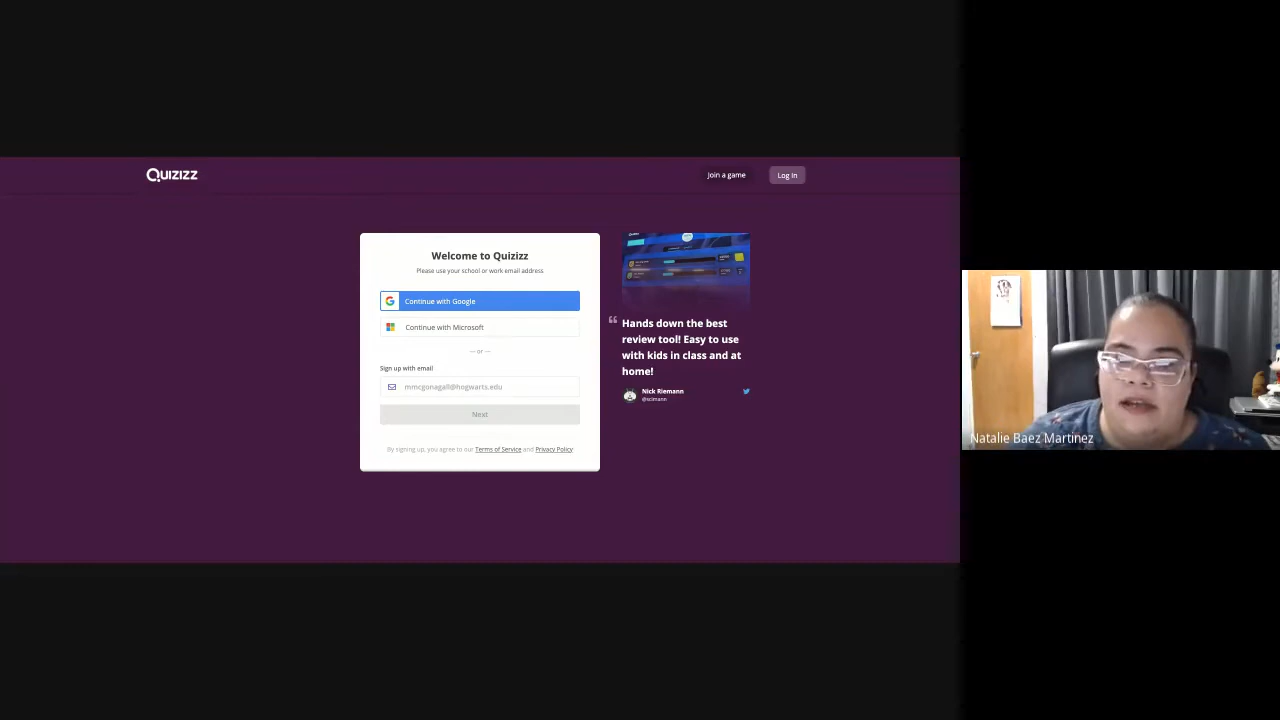 Quizizz
Join a game
Log in
Welcome to Quizizz
Please use your school or work email address
Continue with Google
Continue with Microsoft
— or —
Sign up with email
mmcgonagall@hogwarts.edu
Next
By signing up, you agree to our Terms of Service and Privacy Policy
“ Hands down the best
review tool! Easy to use
with kids in class and at
home!
Nick Riemann
@scimann
Natalie Baez Martinez